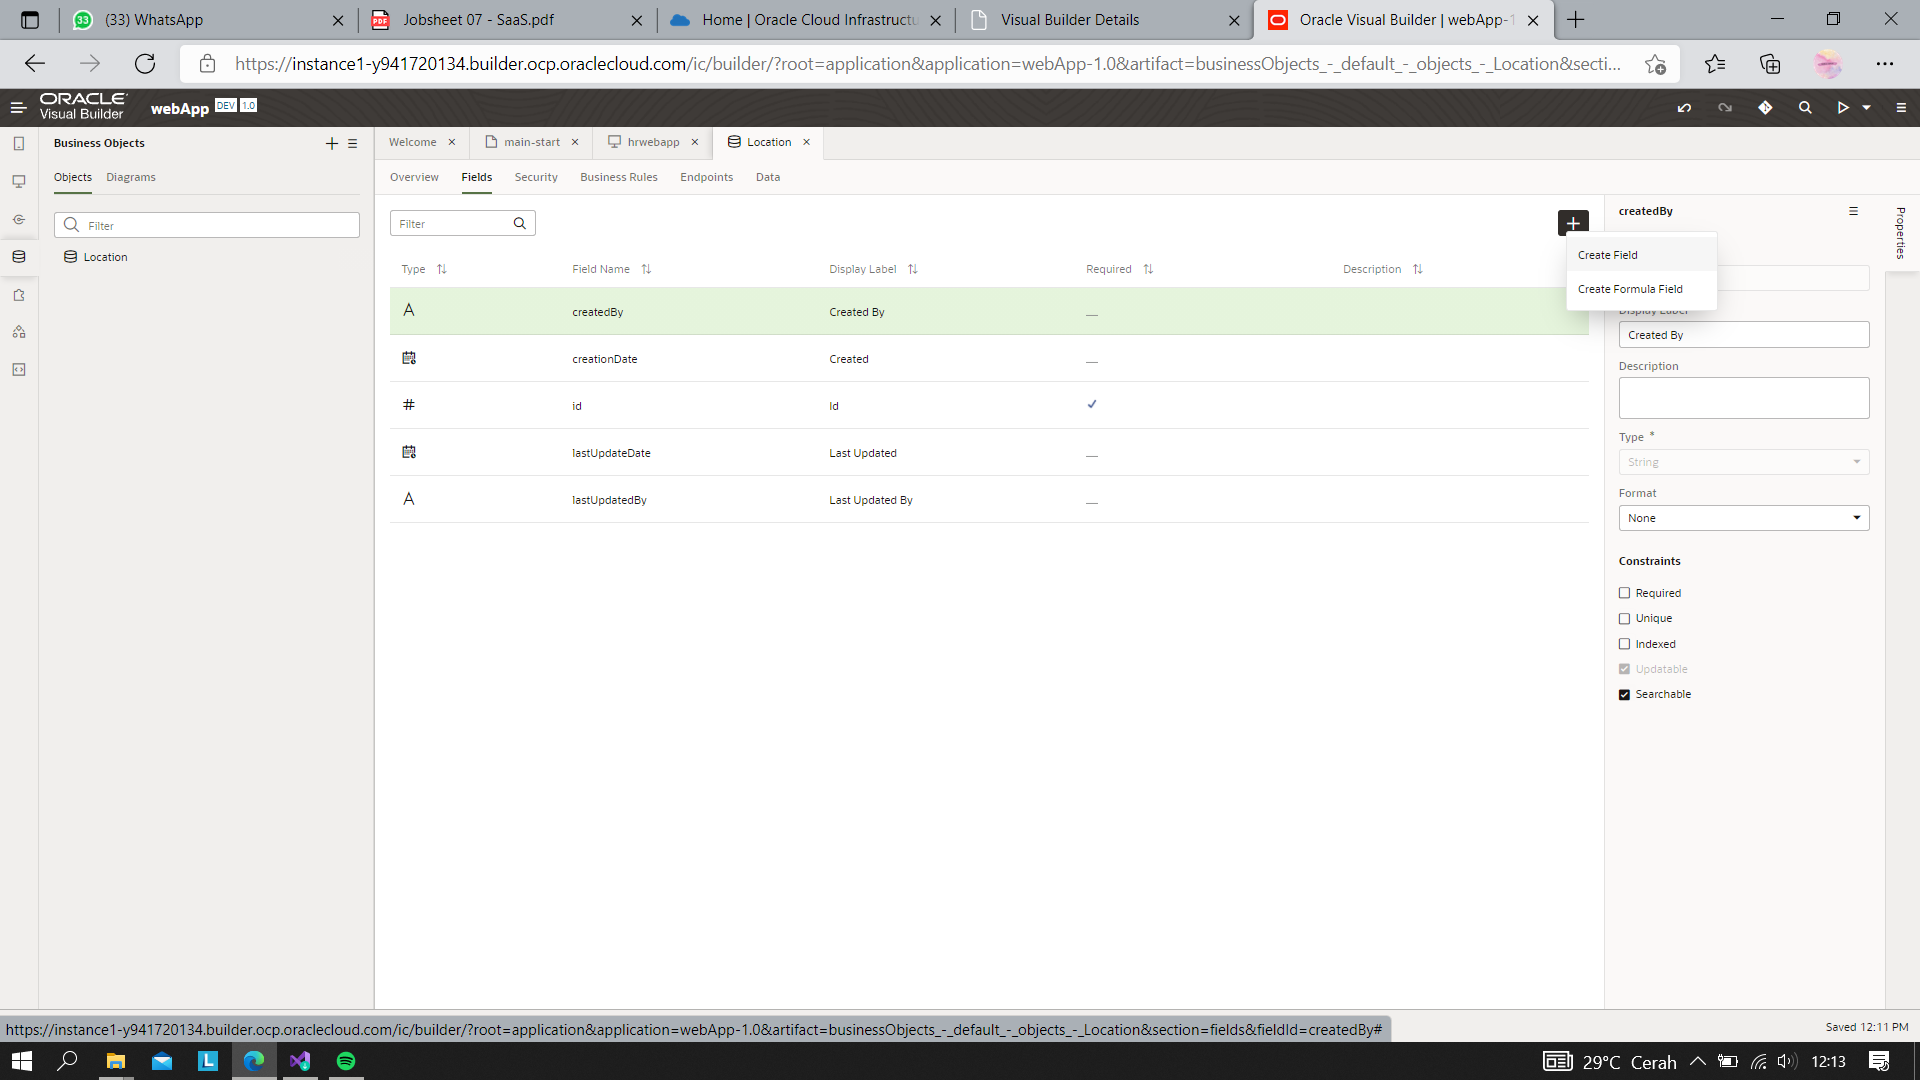 (33) WhatsApp
Jobsheet 07 - SaaS.pdf
Home | Oracle Cloud Infrastructu
Visual Builder Details
Oracle Visual Builder | webApp-1
https://instance1-y941720134.builder.ocp.oraclecloud.com/ic/builder/?root=application&application=webApp-1.0&artifact=businessObjects_-_default_-_objects_-_Location&secti...
ORACLE
Visual Builder
webApp DEV 1.0
Business Objects
Welcome
main-start
hrwebapp
Location
Objects
Diagrams
Overview
Fields
Security
Business Rules
Endpoints
Data
Filter
Location
Filter
Create Field
Create Formula Field
Type
Field Name
Display Label
Required
Description
createdBy
Created By
creationDate
Created
id
Id
lastUpdateDate
Last Updated
lastUpdatedBy
Last Updated By
createdBy
Properties
Display Label
Created By
Description
Type *
String
Format
None
Constraints
Required
Unique
Indexed
Updatable
Searchable
https://instance1-y941720134.builder.ocp.oraclecloud.com/ic/builder/?root=application&application=webApp-1.0&artifact=businessObjects_-_default_-_objects_-_Location&section=fields&fieldId=createdBy#
Saved 12:11 PM
29°C Cerah
12:13